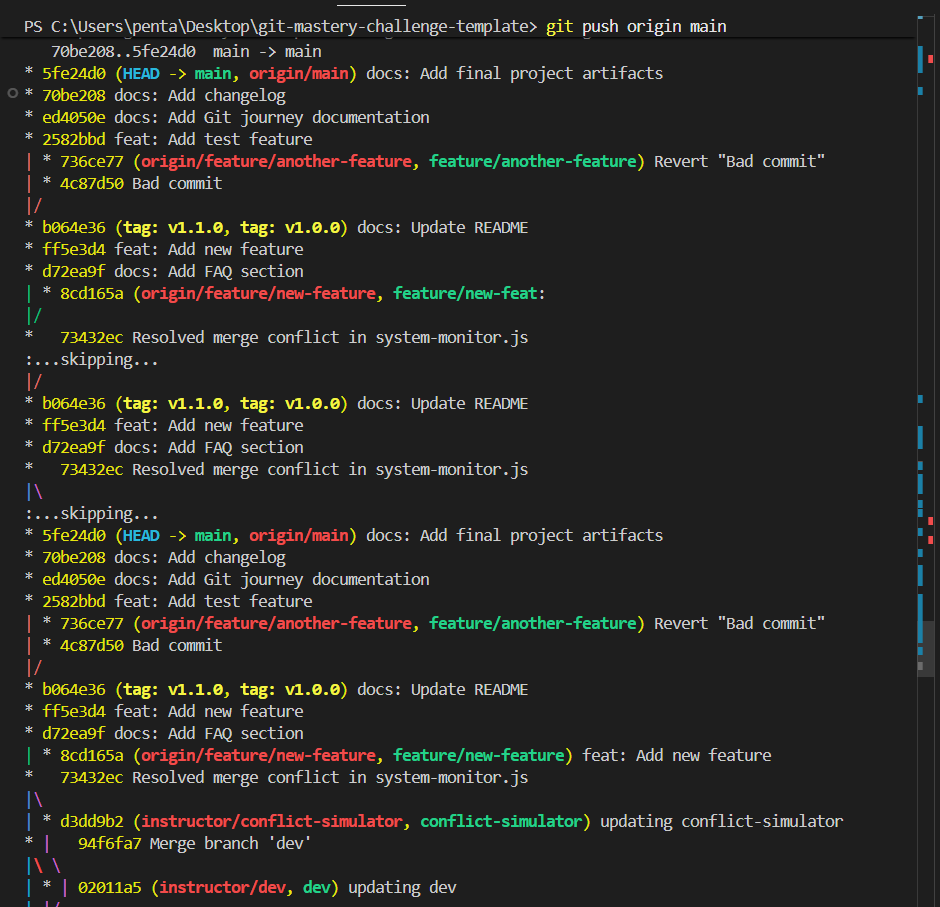 PS C:\Users\penta\Desktop\git-mastery-challenge-template> git push origin main
   70be208..5fe24d0  main -> main
* 5fe24d0 (HEAD -> main, origin/main) docs: Add final project artifacts
* 70be208 docs: Add changelog
* ed4050e docs: Add Git journey documentation
* 2582bbd feat: Add test feature
| * 736ce77 (origin/feature/another-feature, feature/another-feature) Revert "Bad commit"
| * 4c87d50 Bad commit
|/
* b064e36 (tag: v1.1.0, tag: v1.0.0) docs: Update README
* ff5e3d4 feat: Add new feature
* d72ea9f docs: Add FAQ section
| * 8cd165a (origin/feature/new-feature, feature/new-feat:
|/
*   73432ec Resolved merge conflict in system-monitor.js
:...skipping...
|/
* b064e36 (tag: v1.1.0, tag: v1.0.0) docs: Update README
* ff5e3d4 feat: Add new feature
* d72ea9f docs: Add FAQ section
*   73432ec Resolved merge conflict in system-monitor.js
|\
:...skipping...
* 5fe24d0 (HEAD -> main, origin/main) docs: Add final project artifacts
* 70be208 docs: Add changelog
* ed4050e docs: Add Git journey documentation
* 2582bbd feat: Add test feature
| * 736ce77 (origin/feature/another-feature, feature/another-feature) Revert "Bad commit"
| * 4c87d50 Bad commit
|/
* b064e36 (tag: v1.1.0, tag: v1.0.0) docs: Update README
* ff5e3d4 feat: Add new feature
* d72ea9f docs: Add FAQ section
| * 8cd165a (origin/feature/new-feature, feature/new-feature) feat: Add new feature
*   73432ec Resolved merge conflict in system-monitor.js
|\
| * d3dd9b2 (instructor/conflict-simulator, conflict-simulator) updating conflict-simulator
* |   94f6fa7 Merge branch 'dev'
|\ \
| * | 02011a5 (instructor/dev, dev) updating dev
| |/